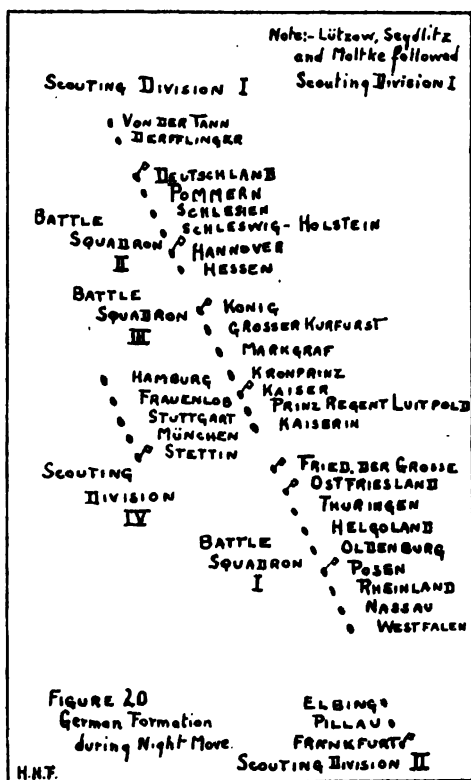 Note:- Lützow, Seydlitz
and Moltke followed
Scouting Division I
SCOUTING DIVISION I
VON DER TANN
DERFFLINGER
DEUTSCHLAND
POMMERN
SCHLESIEN
SCHLESWIG-HOLSTEIN
HANNOVER
HESSEN
BATTLE
SQUADRON
II
BATTLE
SQUADRON
III
KONIG
GROSSER KURFURST
MARKGRAF
KRONPRINZ
KAISER
PRINZ REGENT LUITPOLD
KAISERIN
HAMBURG
FRAUENLOB
STUTTGART
MÜNCHEN
STETTIN
SCOUTING
DIVISION
IV
FRIED. DER GROSSE
OSTFRIESLAND
THURINGEN
HELGOLAND
OLDENBURG
POSEN
RHEINLAND
NASSAU
WESTFALEN
BATTLE
SQUADRON
I
FIGURE 20
German Formation
during Night Move.
H.H.F.
ELBING
PILLAU
FRANKFURT
SCOUTING DIVISION II